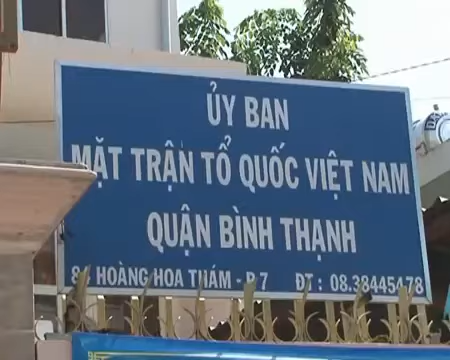 ỦY BAN
MẶT TRẬN TỔ QUỐC VIỆT NAM
QUẬN BÌNH THẠNH
HOÀNG HOA THÁM - P.7 ĐT : 08.38445478